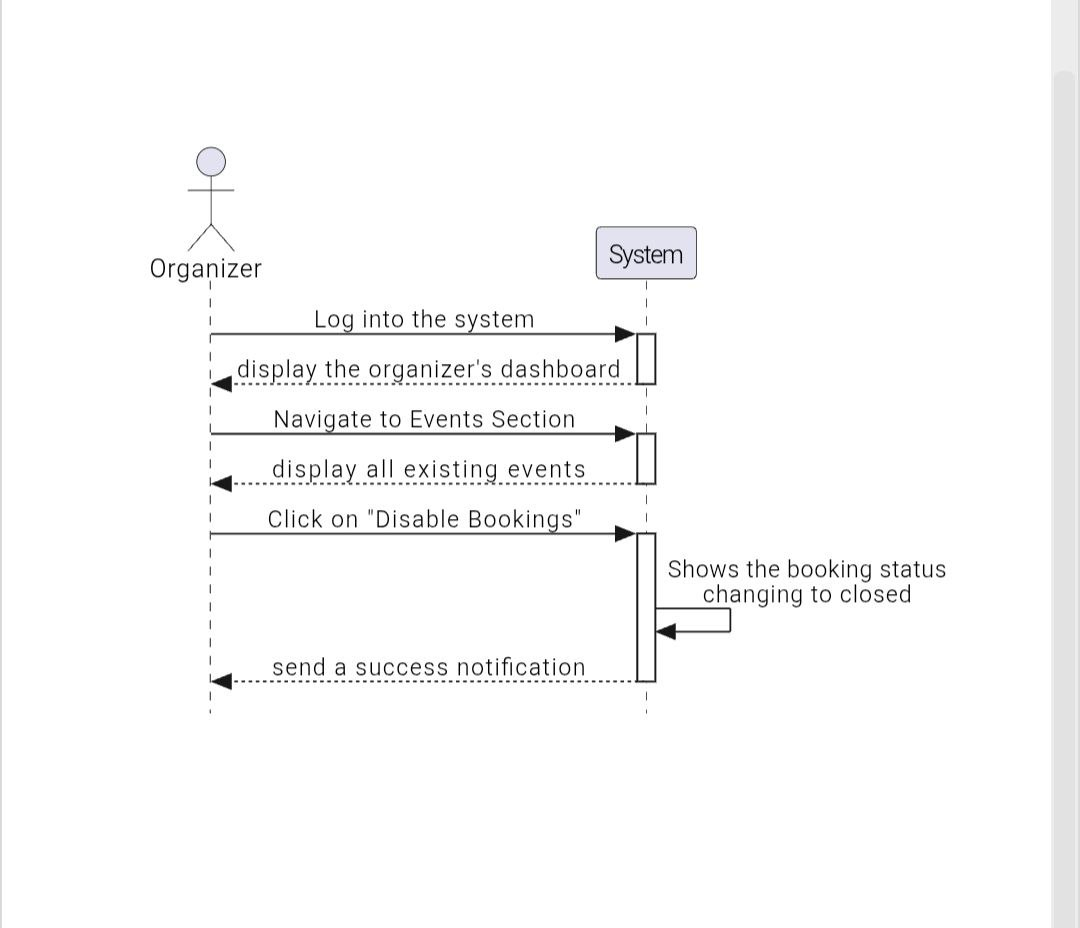 Organizer
System
Log into the system
display the organizer's dashboard
Navigate to Events Section
display all existing events
Click on "Disable Bookings"
Shows the booking status
changing to closed
send a success notification